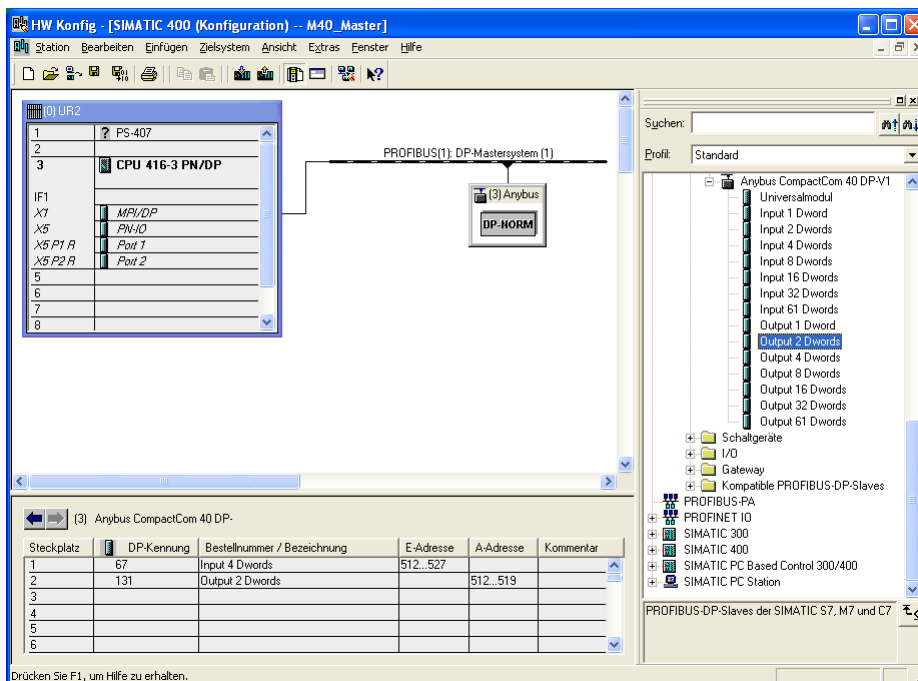 HW Konfig - [SIMATIC 400 (Konfiguration) -- M40_Master]
Station Bearbeiten Einfügen Zielsystem Ansicht Extras Fenster Hilfe
(0) UR2
1 ? PS-407
2
3 CPU 416-3 PN/DP
IF1
X1 MPI/DP
X5 PN-IO
X5 P1 R Port 1
X5 P2 R Port 2
5
6
7
8
PROFIBUS(1): DP-Mastersystem (1)
(3) Anybus
DP-NORM
Suchen:
Profil: Standard
Anybus CompactCom 40 DP-V1
Universalmodul
Input 1 Dword
Input 2 Dwords
Input 4 Dwords
Input 8 Dwords
Input 16 Dwords
Input 32 Dwords
Input 61 Dwords
Output 1 Dword
Output 2 Dwords
Output 4 Dwords
Output 8 Dwords
Output 16 Dwords
Output 32 Dwords
Output 61 Dwords
Schaltgeräte
I/O
Gateway
Kompatible PROFIBUS-DP-Slaves
PROFIBUS-PA
PROFINET IO
SIMATIC 300
SIMATIC 400
SIMATIC PC Based Control 300/400
SIMATIC PC Station
PROFIBUS-DP-Slaves der SIMATIC S7, M7 und C7
(3) Anybus CompactCom 40 DP-
Steckplatz DP-Kennung Bestellnummer / Bezeichnung E-Adresse A-Adresse Kommentar
1 67 Input 4 Dwords 512...527
2 131 Output 2 Dwords 512...519
3
4
5
6
Drücken Sie F1, um Hilfe zu erhalten.